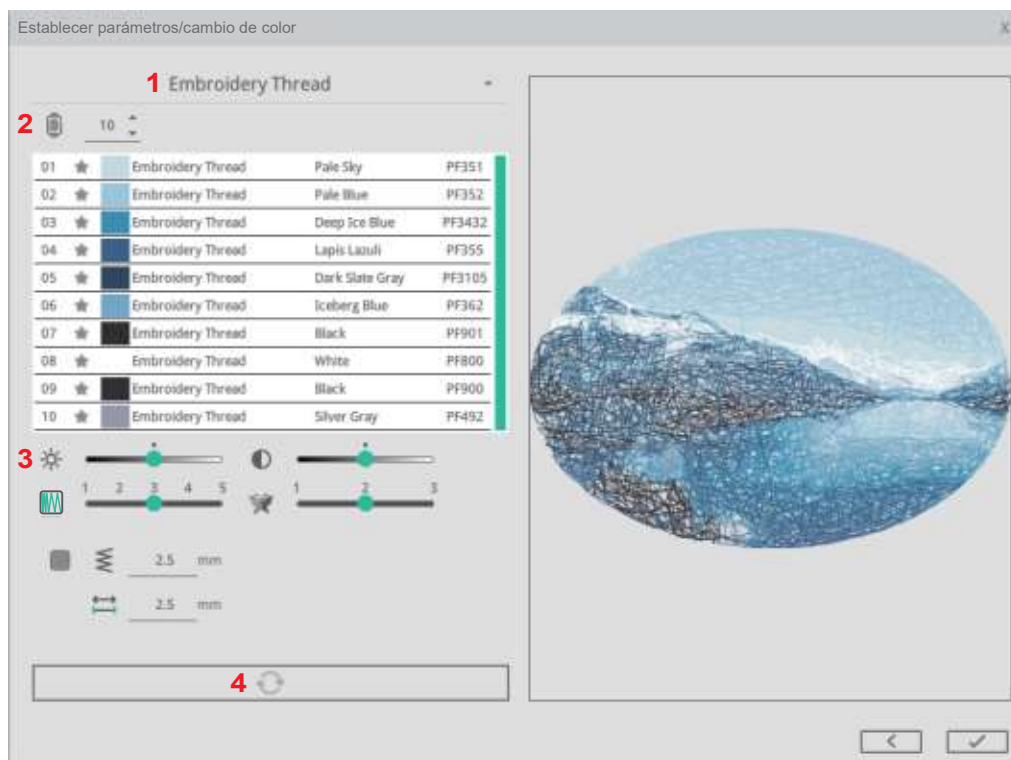 Establecer parámetros/cambio de color x
1 Embroidery Thread
2 10
01 Embroidery Thread Pale Sky PF351
02 Embroidery Thread Pale Blue PF352
03 Embroidery Thread Deep Ice Blue PF3432
04 Embroidery Thread Lapis Lazuli PF355
05 Embroidery Thread Dark Slate Gray PF3105
06 Embroidery Thread Iceberg Blue PF362
07 Embroidery Thread Black PF901
08 Embroidery Thread White PF800
09 Embroidery Thread Black PF900
10 Embroidery Thread Silver Gray PF492
3
1 2 3 4 5 1 2 3
2.5 mm
2.5 mm
4